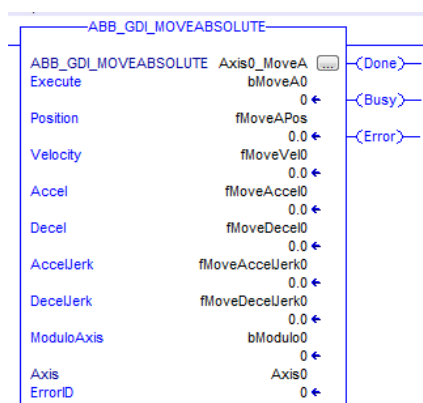 ABB_GDI_MOVEABSOLUTE
ABB_GDI_MOVEABSOLUTE Axis0_MoveA ... (Done)
Execute bMoveA0
0 (Busy)
Position fMoveAPos
0.0 (Error)
Velocity fMoveVel0
0.0
Accel fMoveAccel0
0.0
Decel fMoveDecel0
0.0
AccelJerk fMoveAccelJerk0
0.0
DecelJerk fMoveDecelJerk0
0.0
ModuloAxis bModulo0
0
Axis Axis0
ErrorID 0